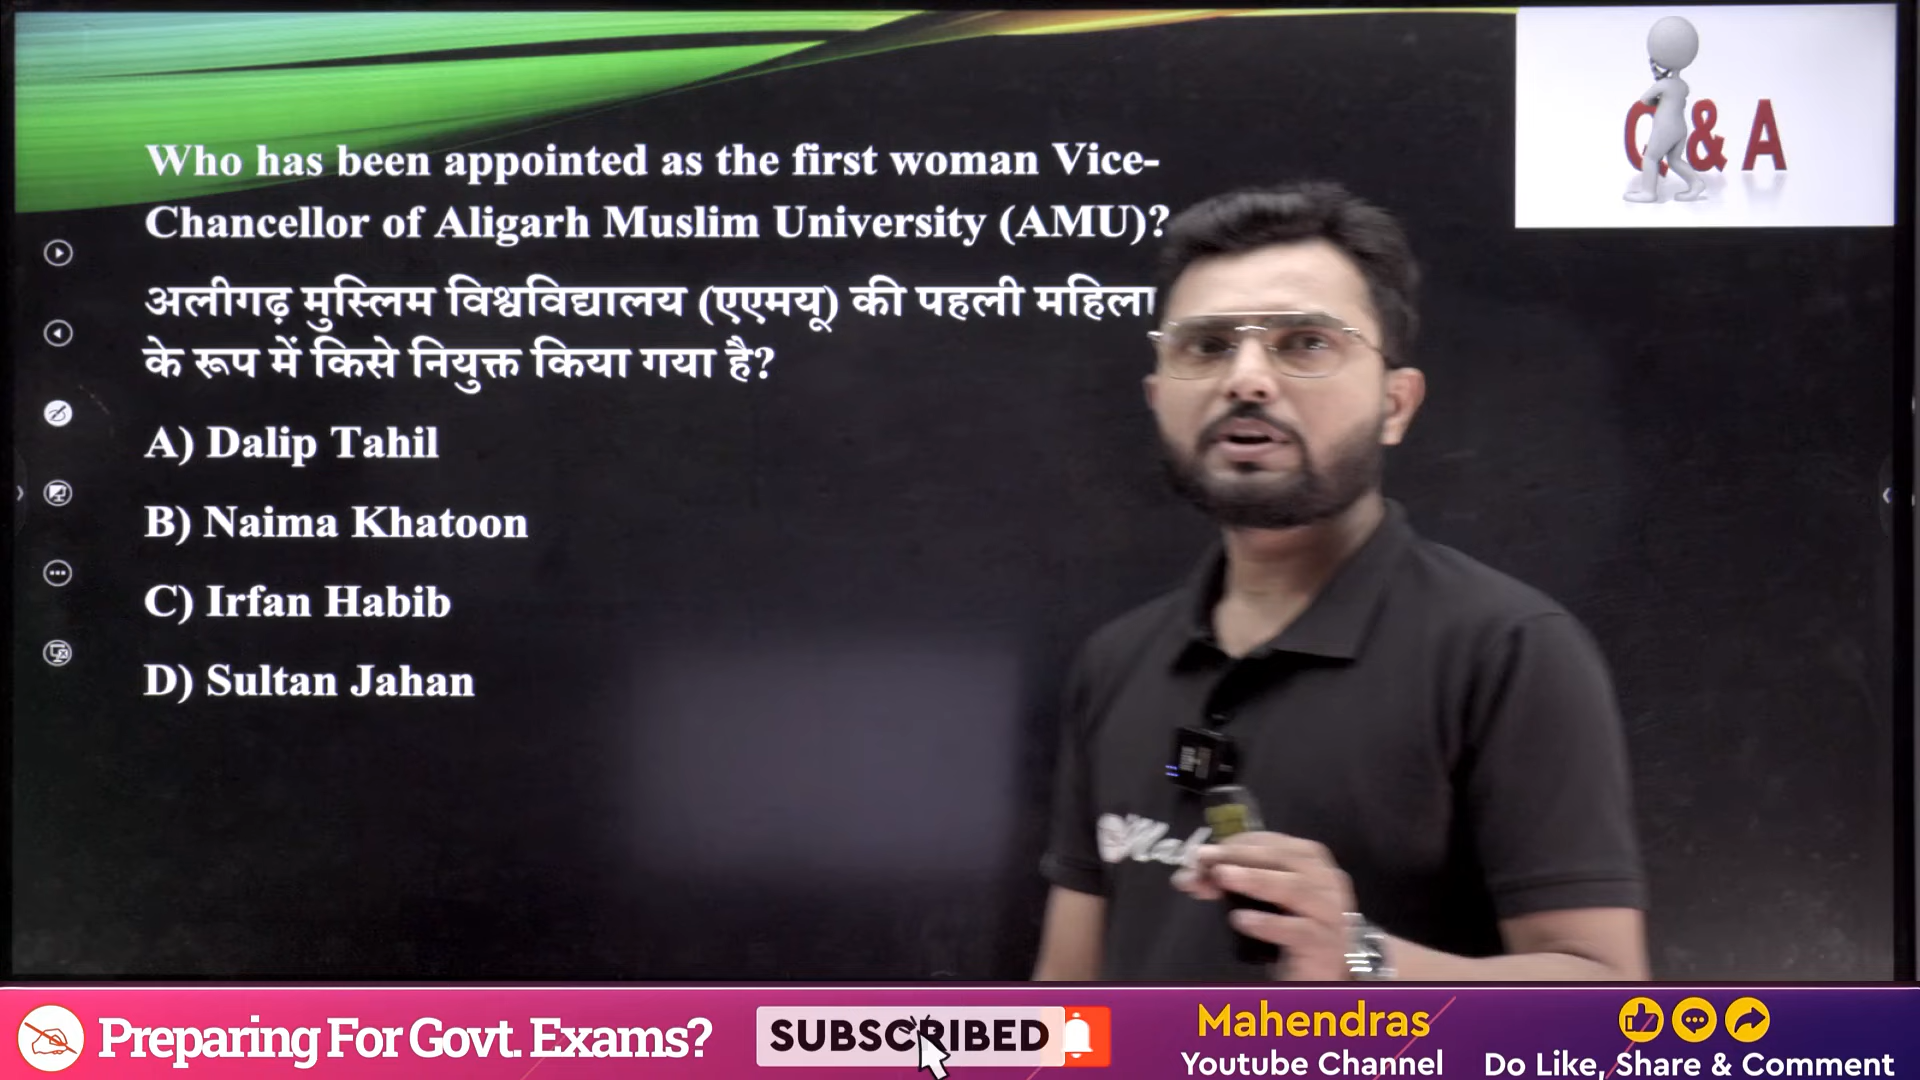 Q & A
Who has been appointed as the first woman Vice-
Chancellor of Aligarh Muslim University (AMU)?
अलीगढ़ मुस्लिम विश्वविद्यालय (एएमयू) की पहली महिला
के रूप में किसे नियुक्त किया गया है?
A) Dalip Tahil
B) Naima Khatoon
C) Irfan Habib
D) Sultan Jahan
Preparing For Govt. Exams?
SUBSCRIBED
Mahendras
Youtube Channel
Do Like, Share & Comment